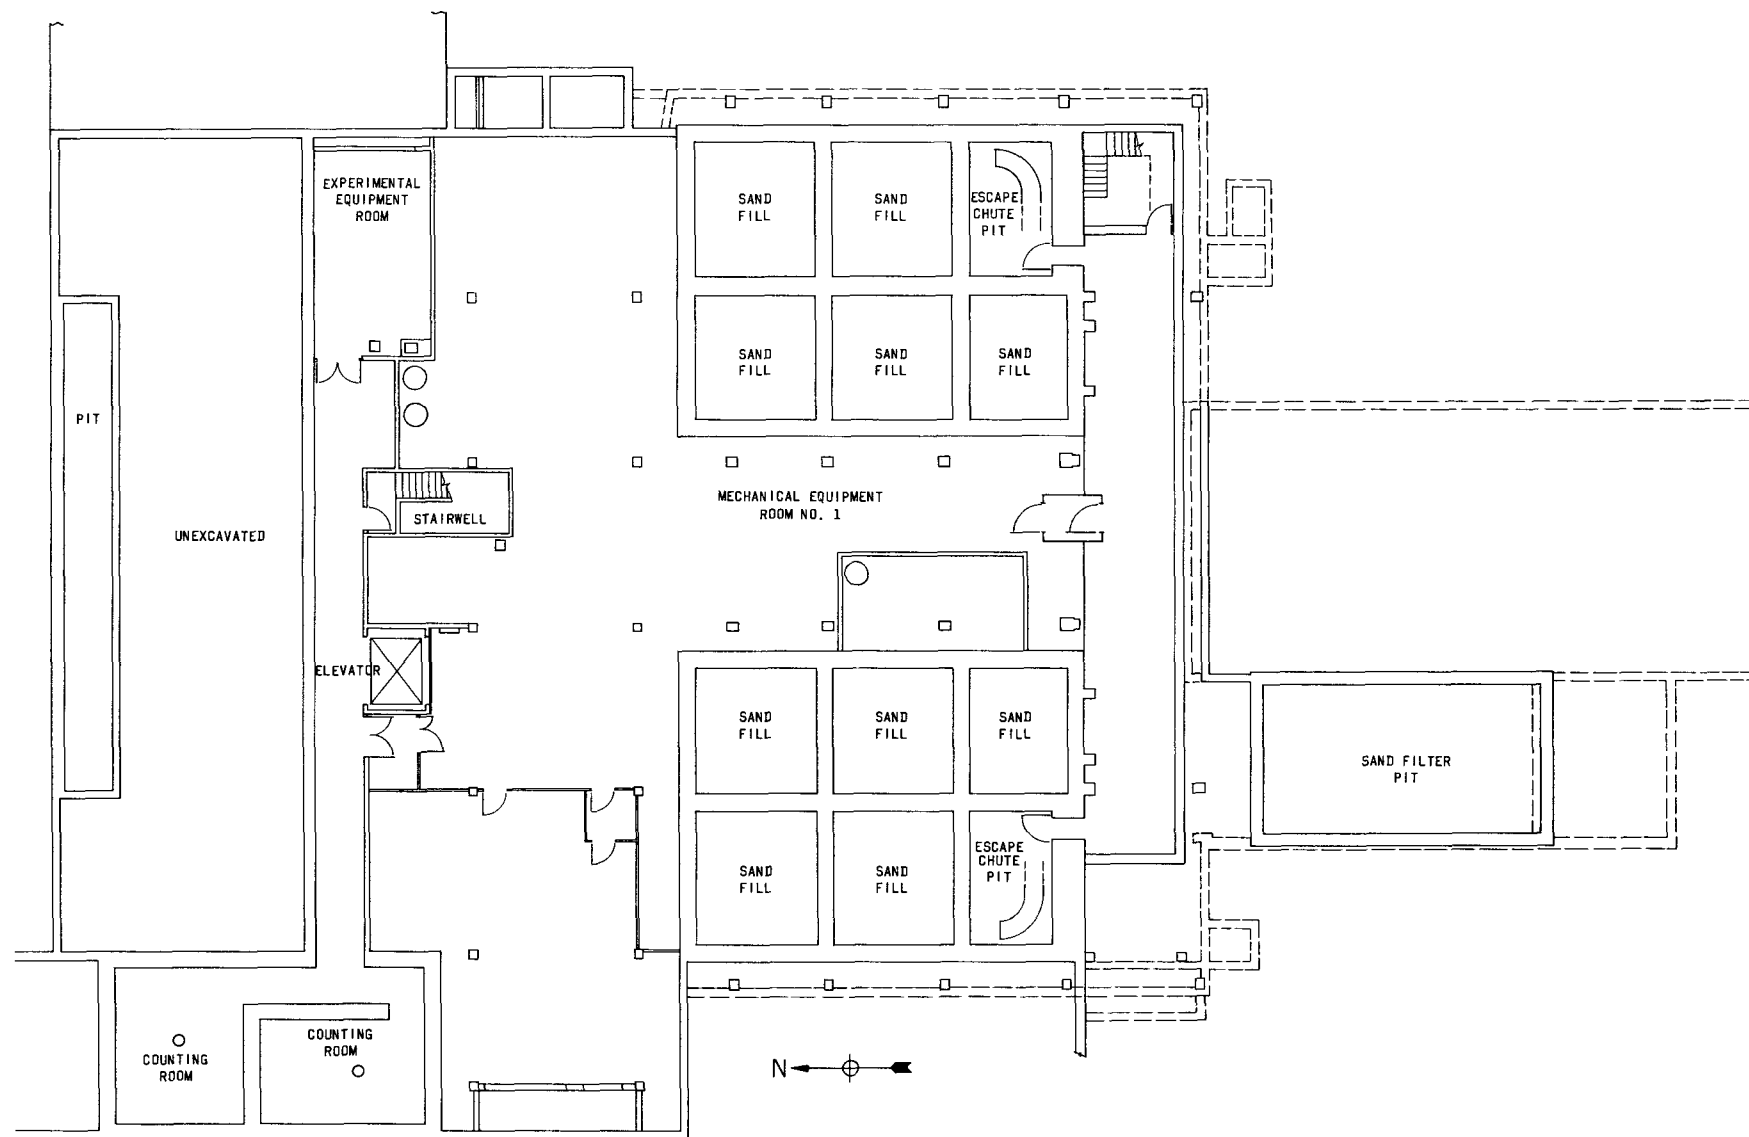 EXPERIMENTAL
EQUIPMENT
ROOM
SAND
FILL
SAND
FILL
ESCAPE
CHUTE
PIT
SAND
FILL
SAND
FILL
SAND
FILL
PIT
MECHANICAL EQUIPMENT
ROOM NO. 1
STAIRWELL
UNEXCAVATED
ELEVATOR
SAND
FILL
SAND
FILL
SAND
FILL
SAND FILTER
PIT
SAND
FILL
SAND
FILL
ESCAPE
CHUTE
PIT
COUNTING
ROOM
COUNTING
ROOM
N